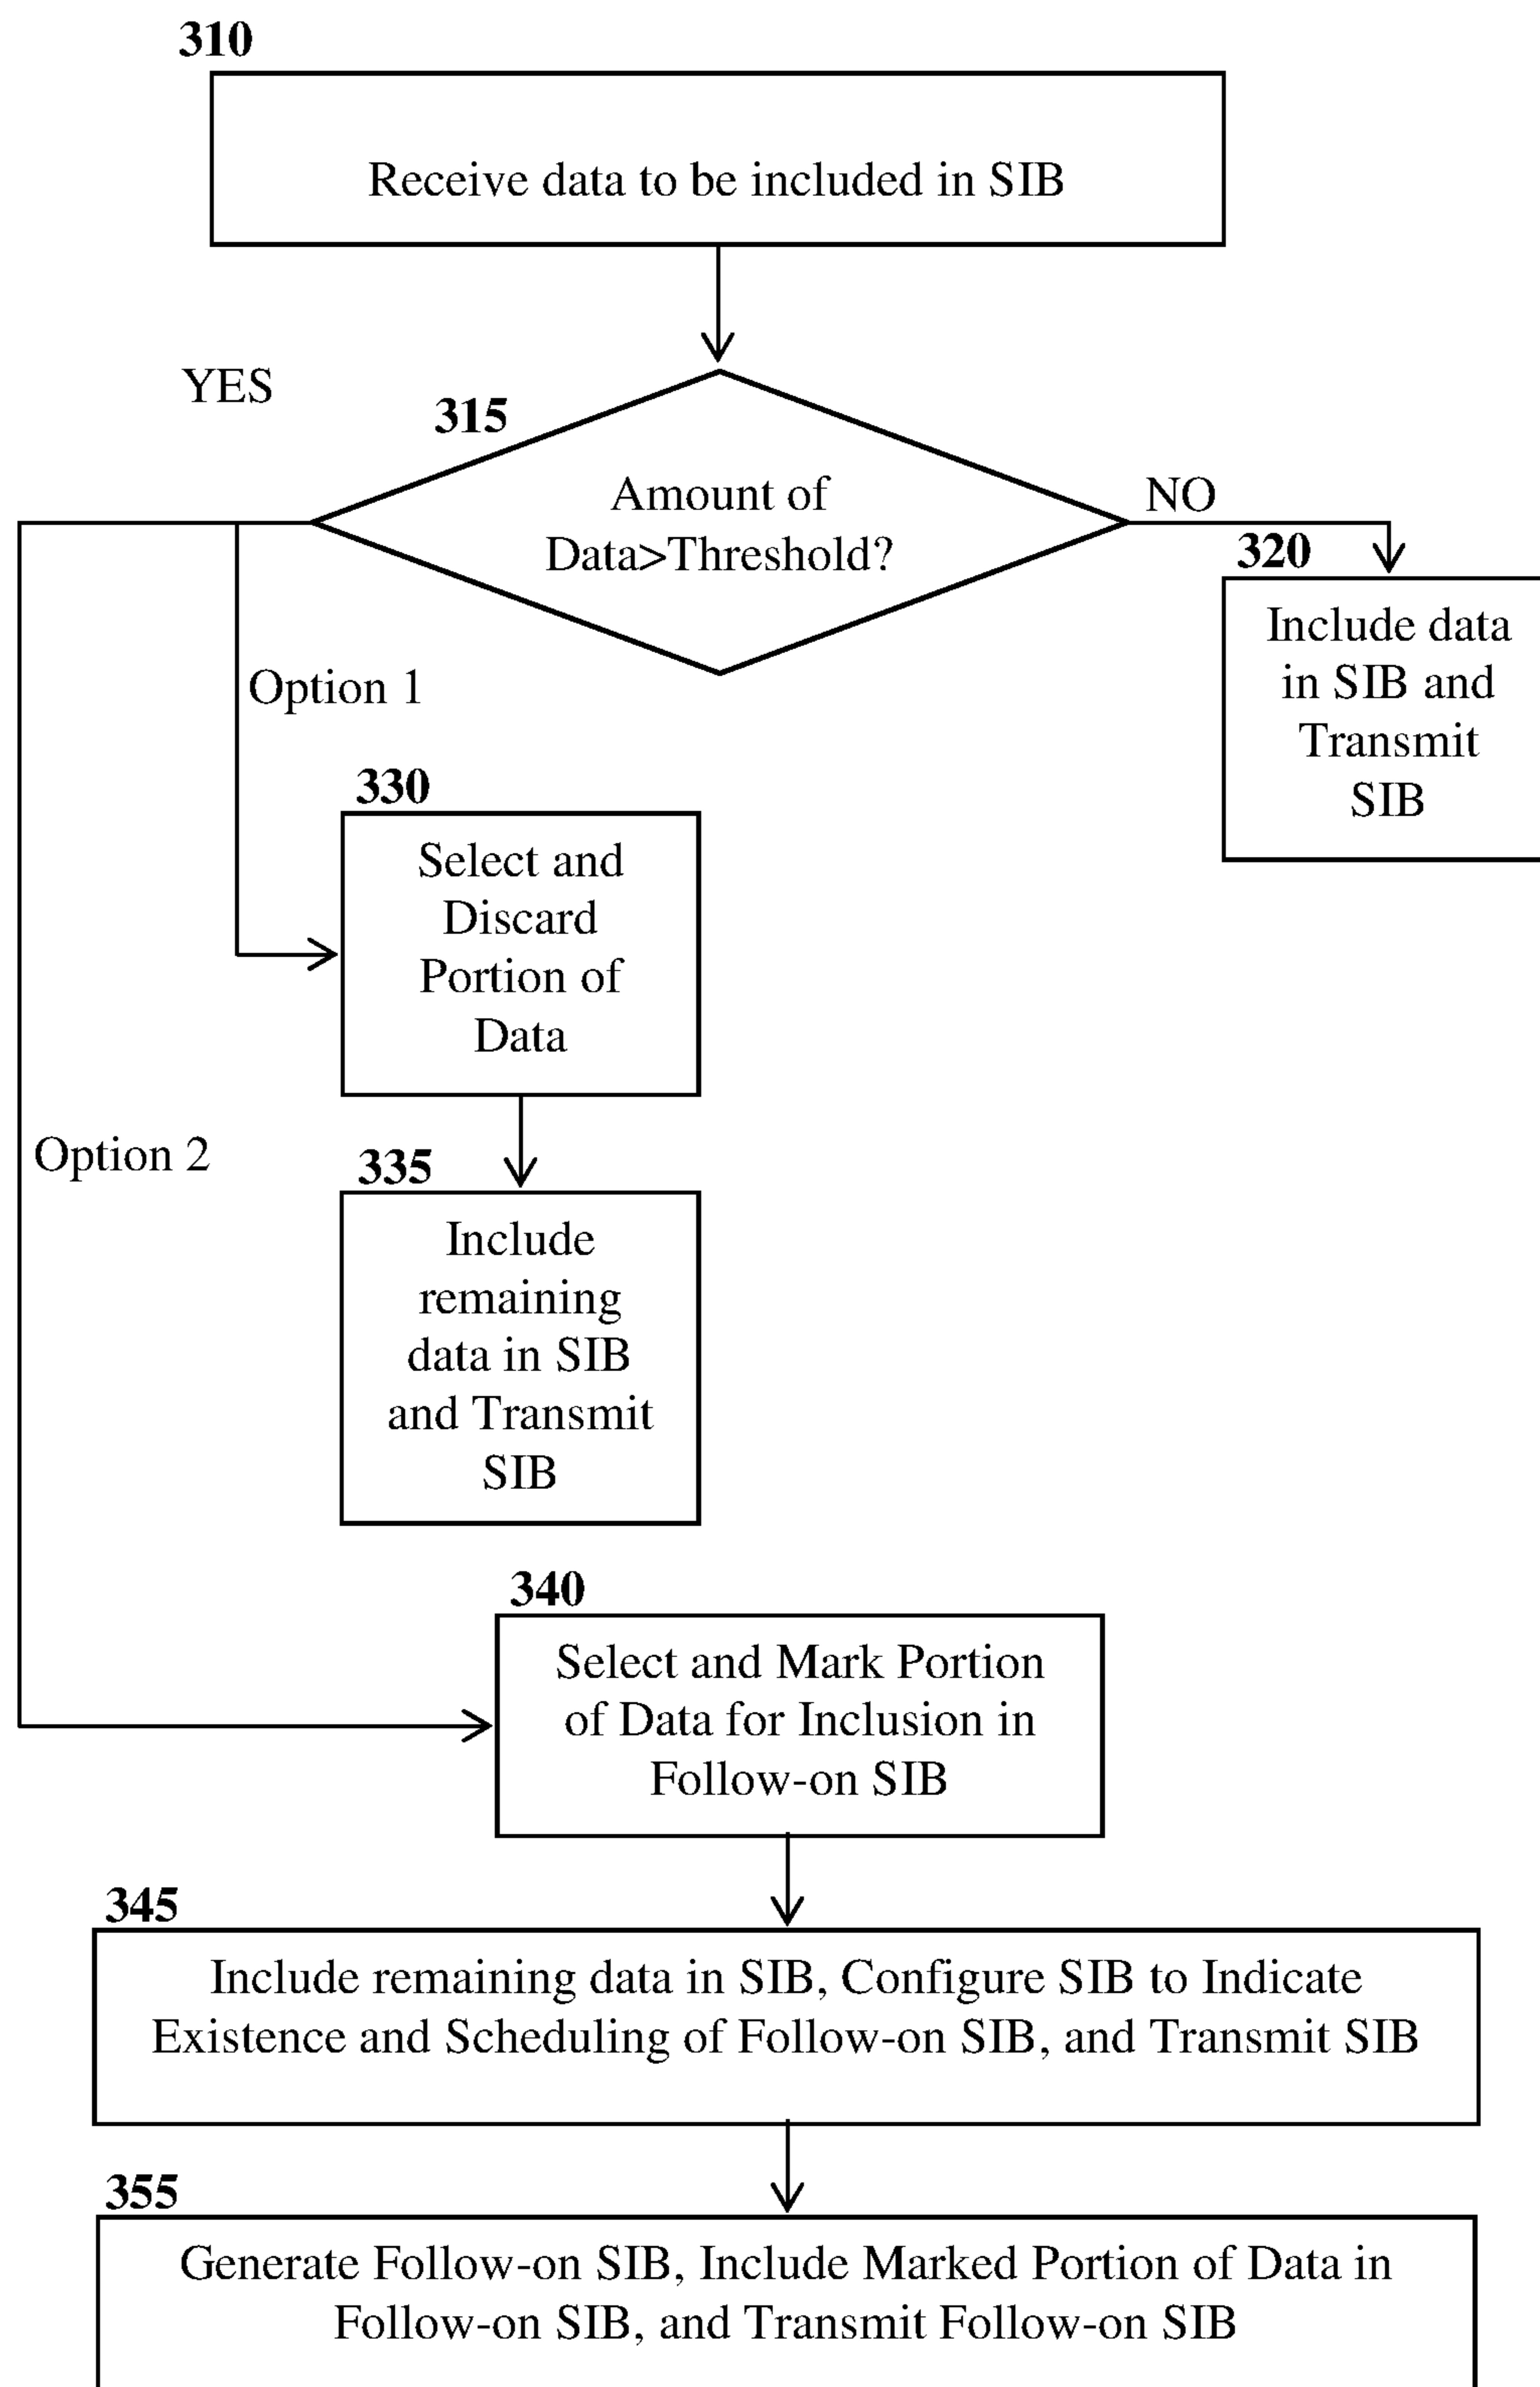 310
Receive data to be included in SIB
YES
315
Amount of
Data>Threshold?
NO
320
Include data
in SIB and
Transmit
SIB
Option 1
330
Select and
Discard
Portion of
Data
Option 2
335
Include
remaining
data in SIB
and Transmit
SIB
340
Select and Mark Portion
of Data for Inclusion in
Follow-on SIB
345
Include remaining data in SIB, Configure SIB to Indicate
Existence and Scheduling of Follow-on SIB, and Transmit SIB
355
Generate Follow-on SIB, Include Marked Portion of Data in
Follow-on SIB, and Transmit Follow-on SIB